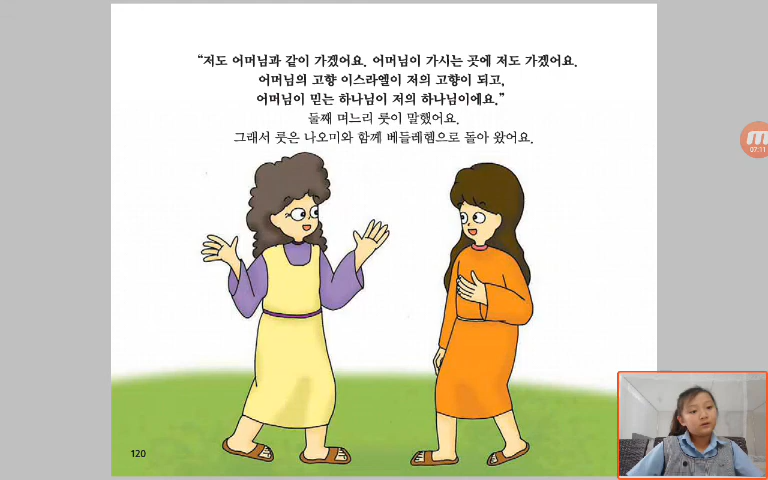 “저도 어머님과 같이 가겠어요. 어머님이 가시는 곳에 저도 가겠어요.
어머님의 고향 이스라엘이 저의 고향이 되고,
어머님이 믿는 하나님이 저의 하나님이에요.”
둘째 며느리 룻이 말했어요.
그래서 룻은 나오미와 함께 베들레헴으로 돌아 왔어요.
120
07:11